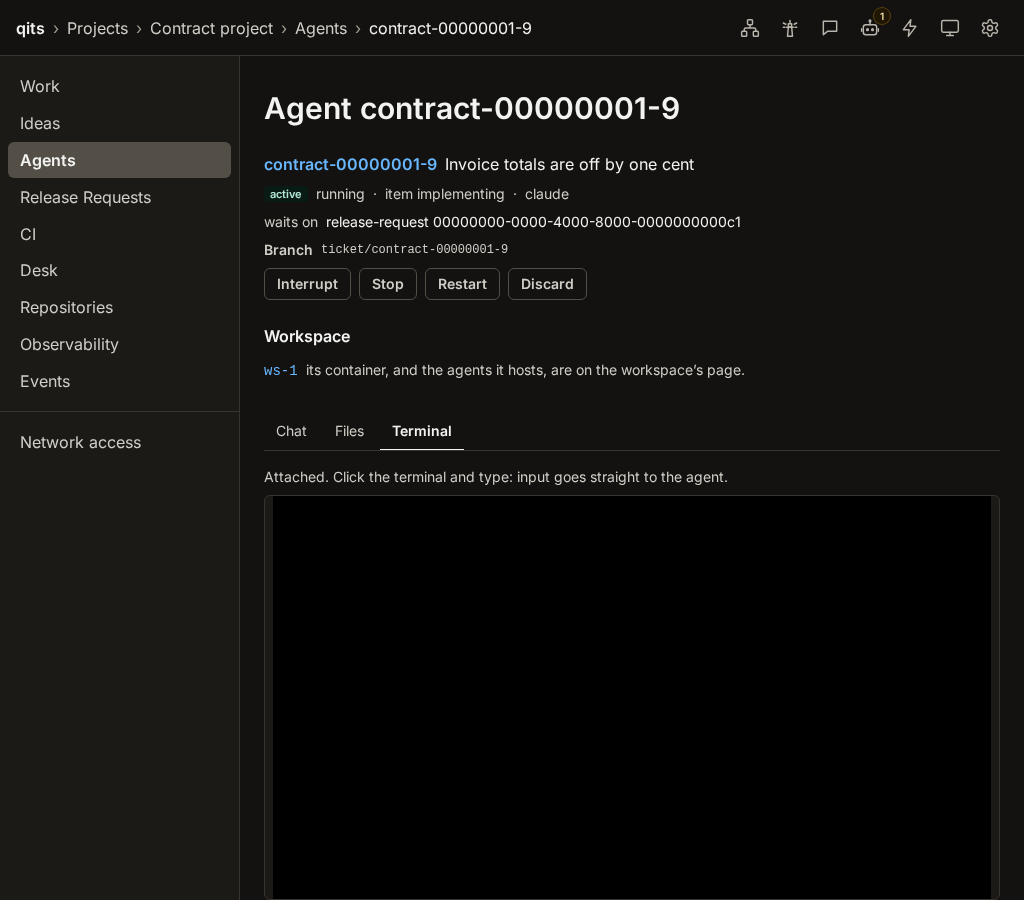 qits › Projects › Contract project › Agents › contract-00000001-9
1
Work
Ideas
Agents
Release Requests
CI
Desk
Repositories
Observability
Events
Network access
Agent contract-00000001-9
contract-00000001-9 Invoice totals are off by one cent
active running · item implementing · claude
waits on release-request 00000000-0000-4000-8000-0000000000c1
Branch ticket/contract-00000001-9
Interrupt Stop Restart Discard
Workspace
ws-1 its container, and the agents it hosts, are on the workspace’s page.
Chat Files Terminal
Attached. Click the terminal and type: input goes straight to the agent.